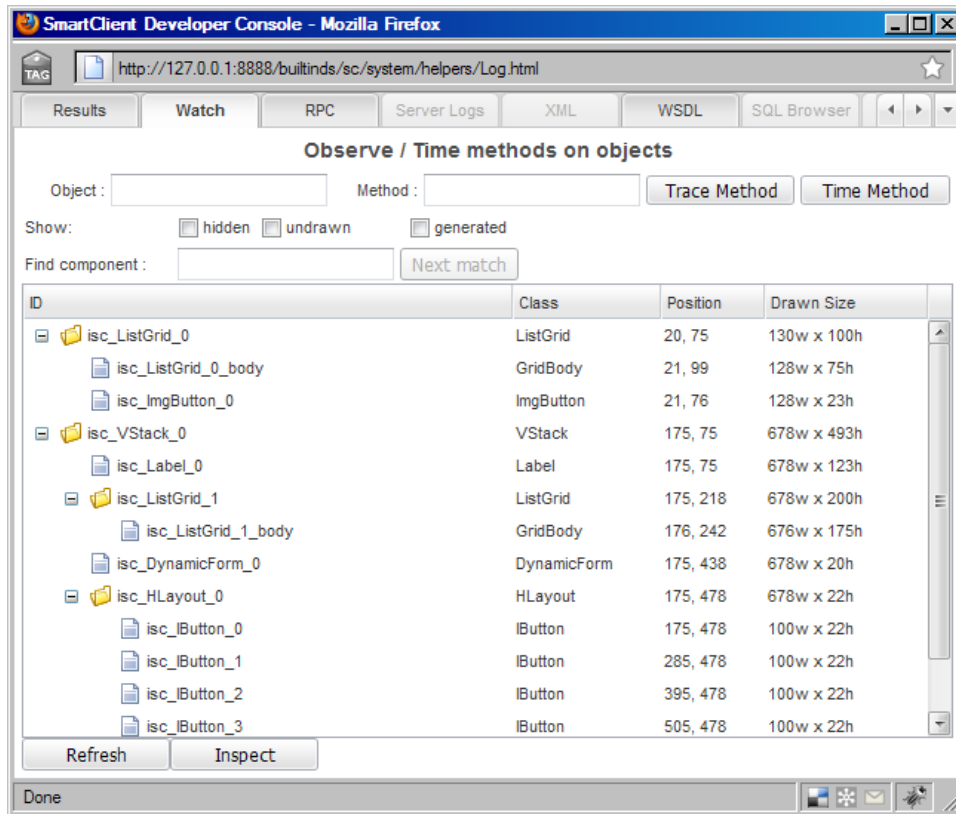 SmartClient Developer Console - Mozilla Firefox
TAG http://127.0.0.1:8888/builtinds/sc/system/helpers/Log.html
Results Watch RPC Server Logs XML WSDL SQL Browser
Observe / Time methods on objects
Object : Method : Trace Method Time Method
Show: hidden undrawn generated
Find component : Next match
ID Class Position Drawn Size
isc_ListGrid_0 ListGrid 20, 75 130w x 100h
isc_ListGrid_0_body GridBody 21, 99 128w x 75h
isc_ImgButton_0 ImgButton 21, 76 128w x 23h
isc_VStack_0 VStack 175, 75 678w x 493h
isc_Label_0 Label 175, 75 678w x 123h
isc_ListGrid_1 ListGrid 175, 218 678w x 200h
isc_ListGrid_1_body GridBody 176, 242 676w x 175h
isc_DynamicForm_0 DynamicForm 175, 438 678w x 20h
isc_HLayout_0 HLayout 175, 478 678w x 22h
isc_IButton_0 IButton 175, 478 100w x 22h
isc_IButton_1 IButton 285, 478 100w x 22h
isc_IButton_2 IButton 395, 478 100w x 22h
isc_IButton_3 IButton 505, 478 100w x 22h
Refresh Inspect
Done